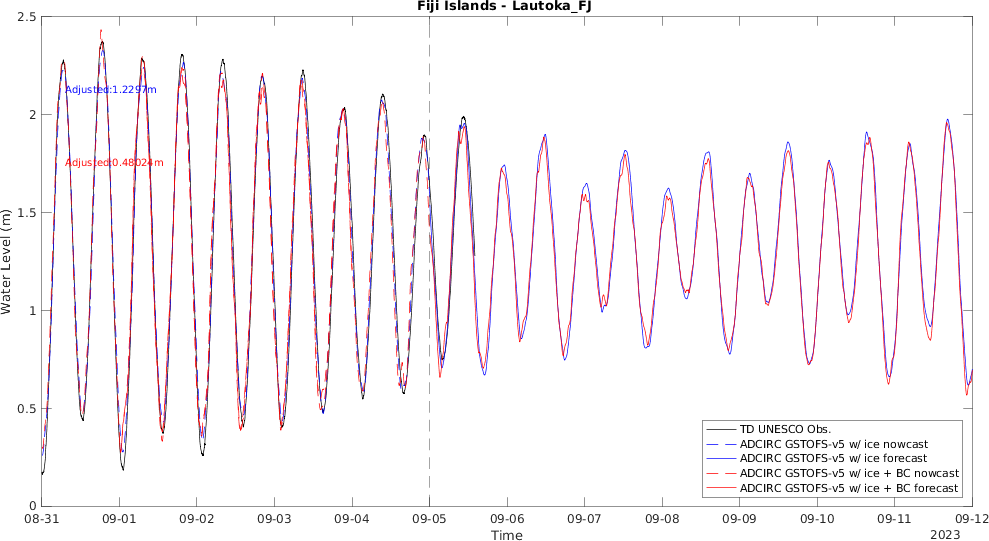 Fiji Islands - Lautoka_FJ
2.5
2
1.5
1
0.5
0
Water Level (m)
Adjusted:1.2297m
Adjusted:0.48024m
TD UNESCO Obs.
ADCIRC GSTOFS-v5 w/ ice nowcast
ADCIRC GSTOFS-v5 w/ ice forecast
ADCIRC GSTOFS-v5 w/ ice + BC nowcast
ADCIRC GSTOFS-v5 w/ ice + BC forecast
08-31 09-01 09-02 09-03 09-04 09-05 09-06 09-07 09-08 09-09 09-10 09-11 09-12
Time
2023